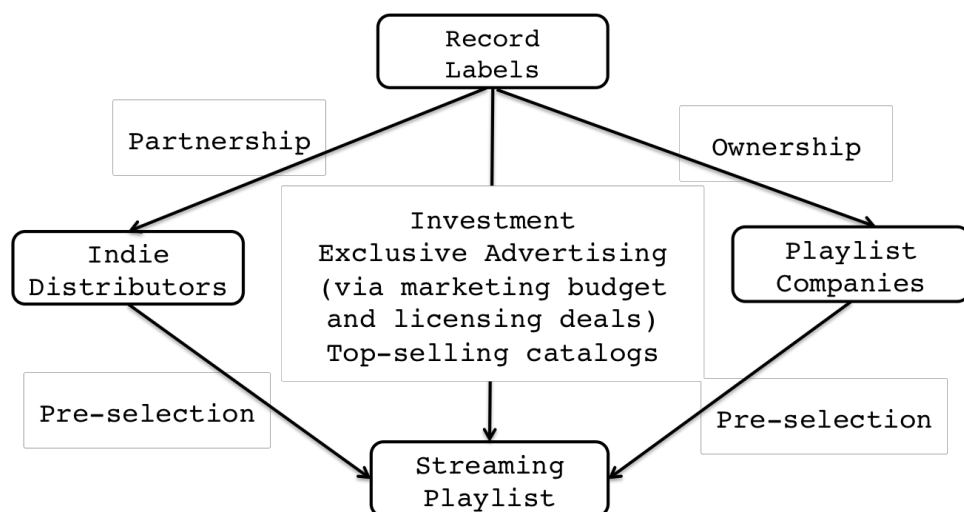 Record
Labels
Partnership
Ownership
Investment
Exclusive Advertising
(via marketing budget
and licensing deals)
Top-selling catalogs
Indie
Distributors
Playlist
Companies
Pre-selection
Pre-selection
Streaming
Playlist